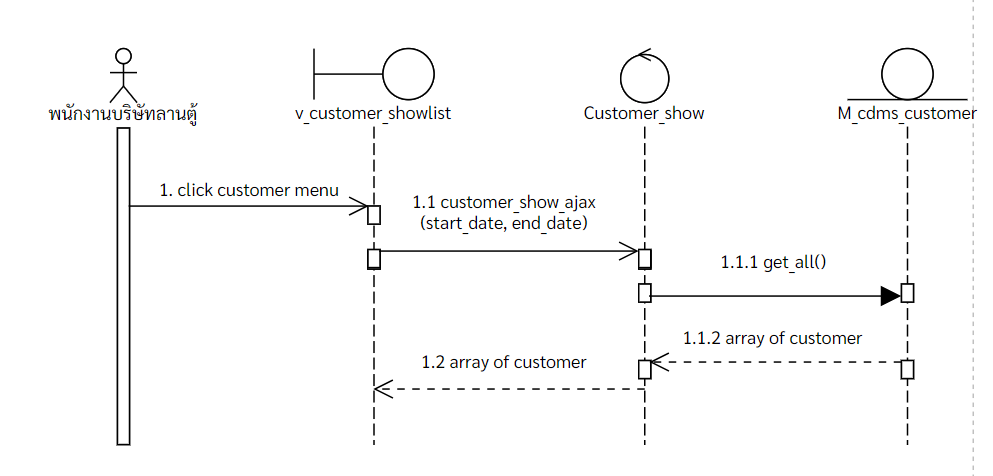 พนักงานบริษัทลานตู้
v_customer_showlist
Customer_show
M_cdms_customer
1. click customer menu
1.1 customer_show_ajax
(start_date, end_date)
1.1.1 get_all()
1.1.2 array of customer
1.2 array of customer